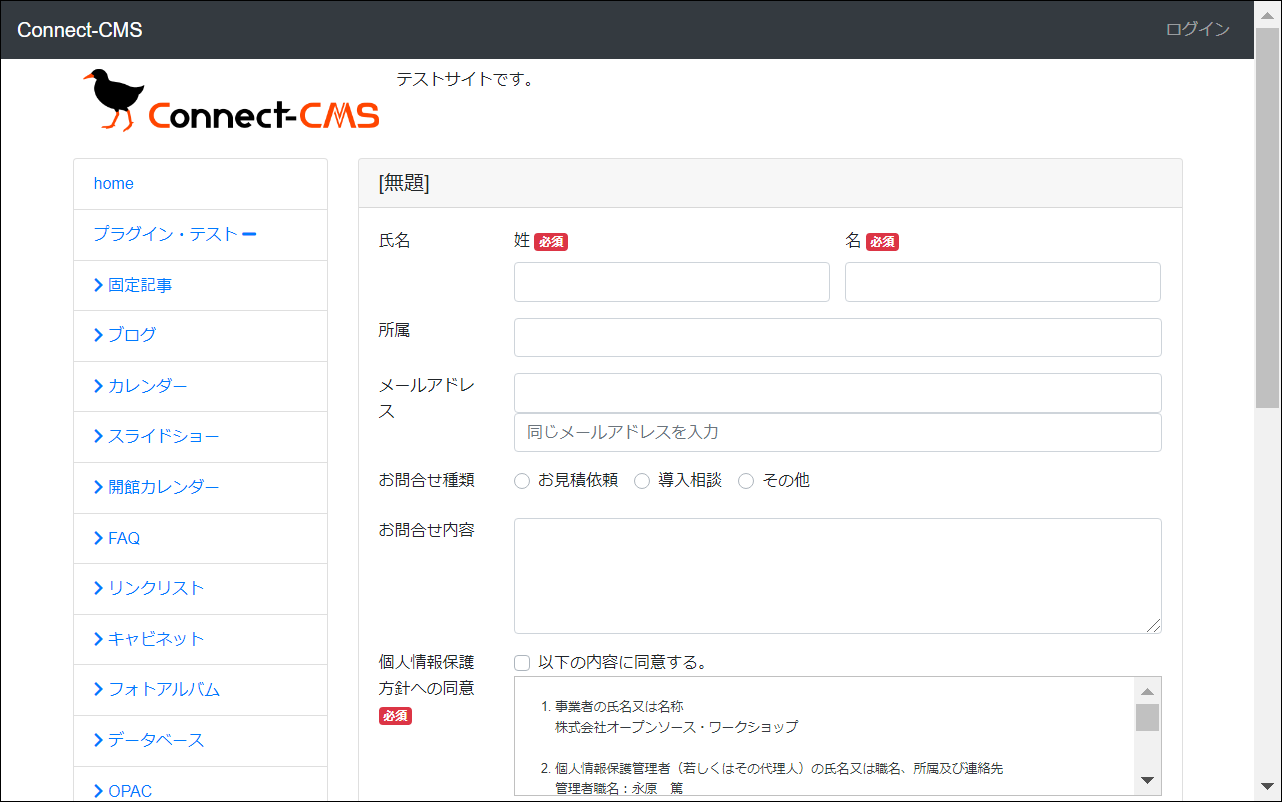 Connect-CMS
ログイン
Connect-CMS
テストサイトです。
home
プラグイン・テスト
固定記事
ブログ
カレンダー
スライドショー
開館カレンダー
FAQ
リンクリスト
キャビネット
フォトアルバム
データベース
OPAC
[無題]
氏名
姓 必須
名 必須
所属
メールアドレ
ス
同じメールアドレスを入力
お問合せ種類
お見積依頼 導入相談 その他
お問合せ内容
個人情報保護
方針への同意
必須
以下の内容に同意する。
1. 事業者の氏名又は名称
株式会社オープンソース・ワークショップ
2. 個人情報保護管理者（若しくはその代理人）の氏名又は職名、所属及び連絡先
管理者職名：永原　篤